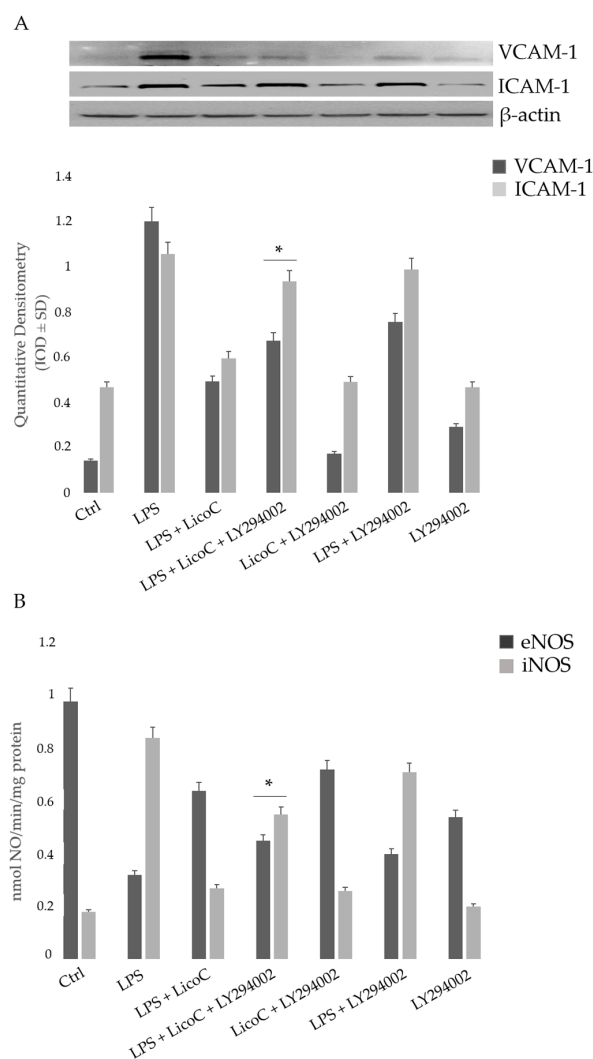 A
VCAM-1
ICAM-1
β-actin
VCAM-1
ICAM-1
1.4
1.2
1
0.8
0.6
0.4
0.2
0
Quantitative Densitometry
(IOD ± SD)
*
Ctrl
LPS
LPS + LicoC
LPS + LicoC + LY294002
LicoC + LY294002
LPS + LY294002
LY294002
B
eNOS
iNOS
1.2
1
0.8
0.6
0.4
0.2
0
nmol NO/min/mg protein
*
Ctrl
LPS
LPS + LicoC
LPS + LicoC + LY294002
LicoC + LY294002
LPS + LY294002
LY294002